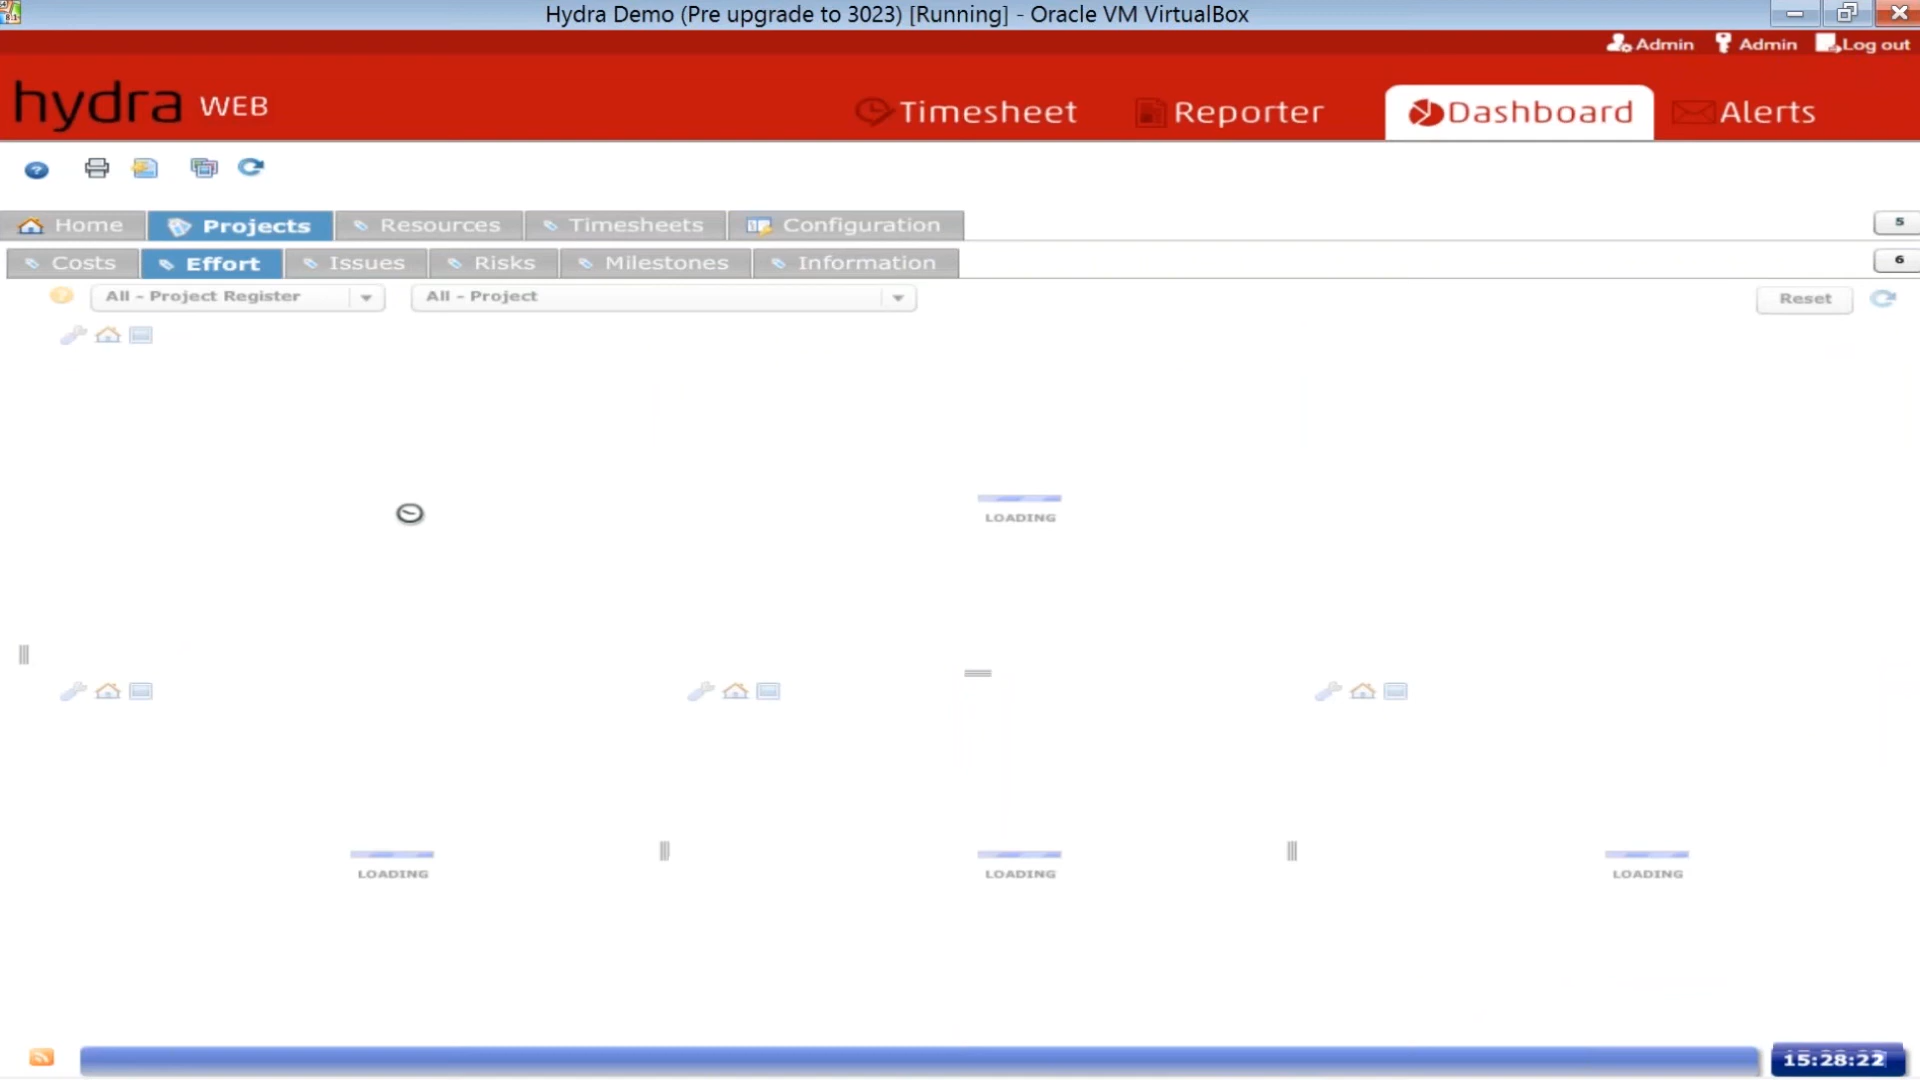 Hydra Demo (Pre upgrade to 3023) [Running] - Oracle VM VirtualBox
Admin Admin Log out
hydra WEB Timesheet Reporter Dashboard Alerts
Home Projects Resources Timesheets Configuration 5
Costs Effort Issues Risks Milestones Information 6
All - Project Register All - Project Reset
LOADING
LOADING LOADING LOADING
15:28:22